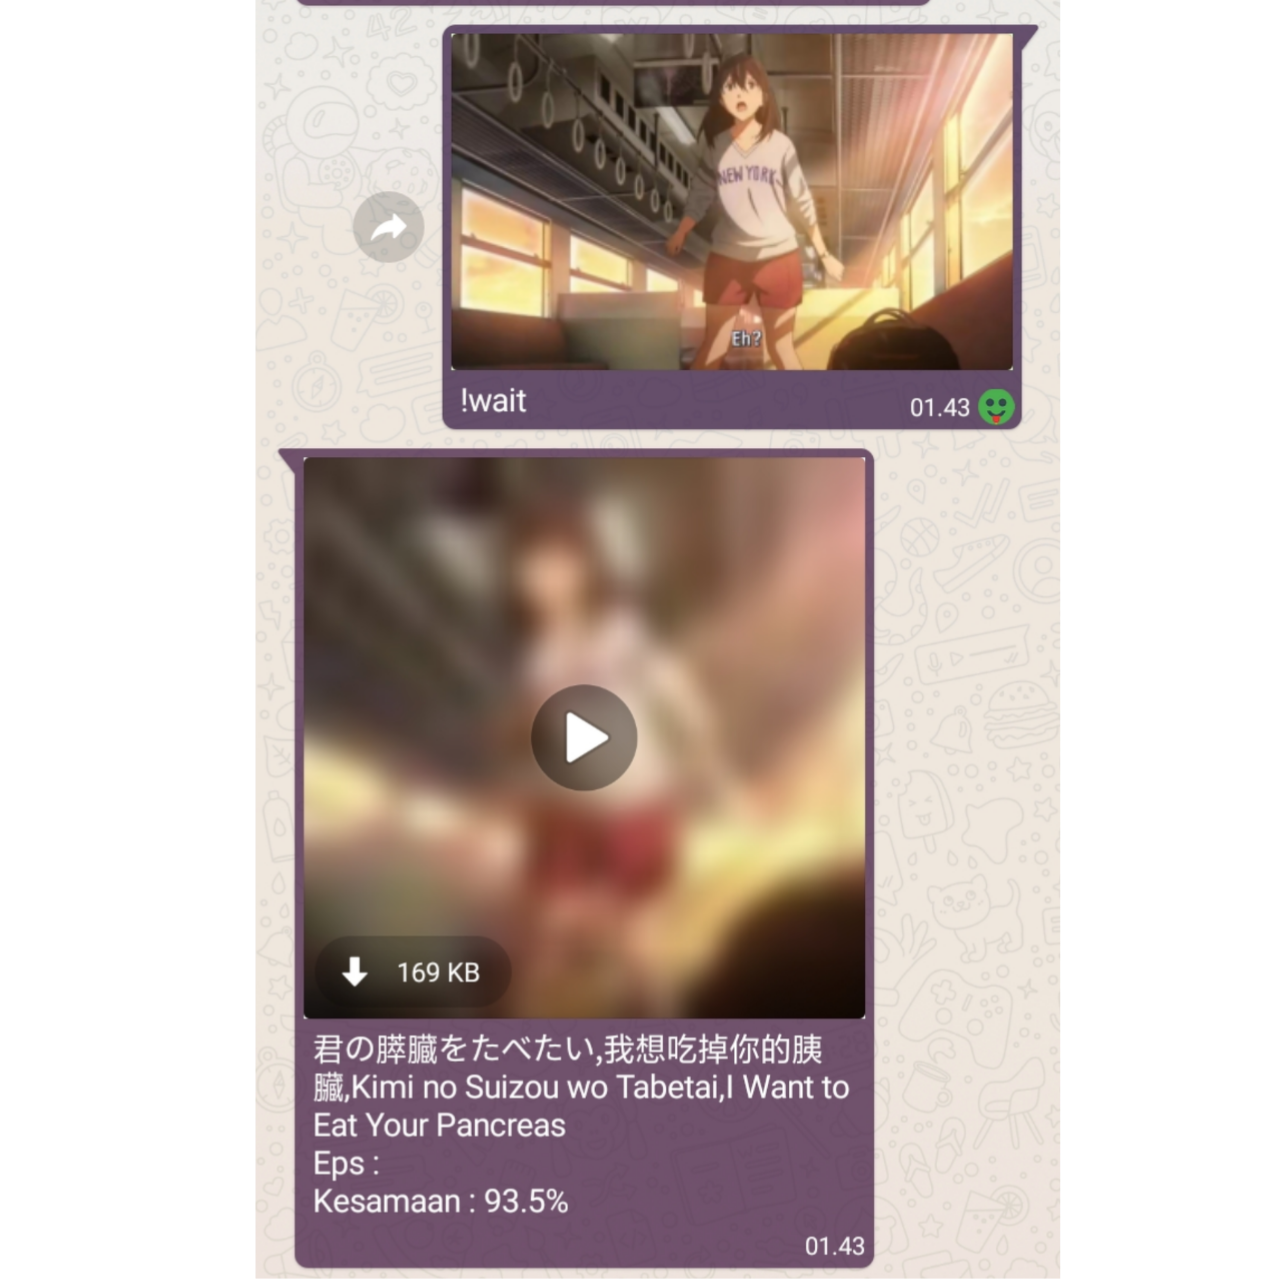 NEW YORK
Eh?
!wait
01.43
169 KB
君の膵臓をたべたい,我想吃掉你的胰
臓,Kimi no Suizou wo Tabetai,I Want to
Eat Your Pancreas
Eps :
Kesamaan : 93.5%
01.43